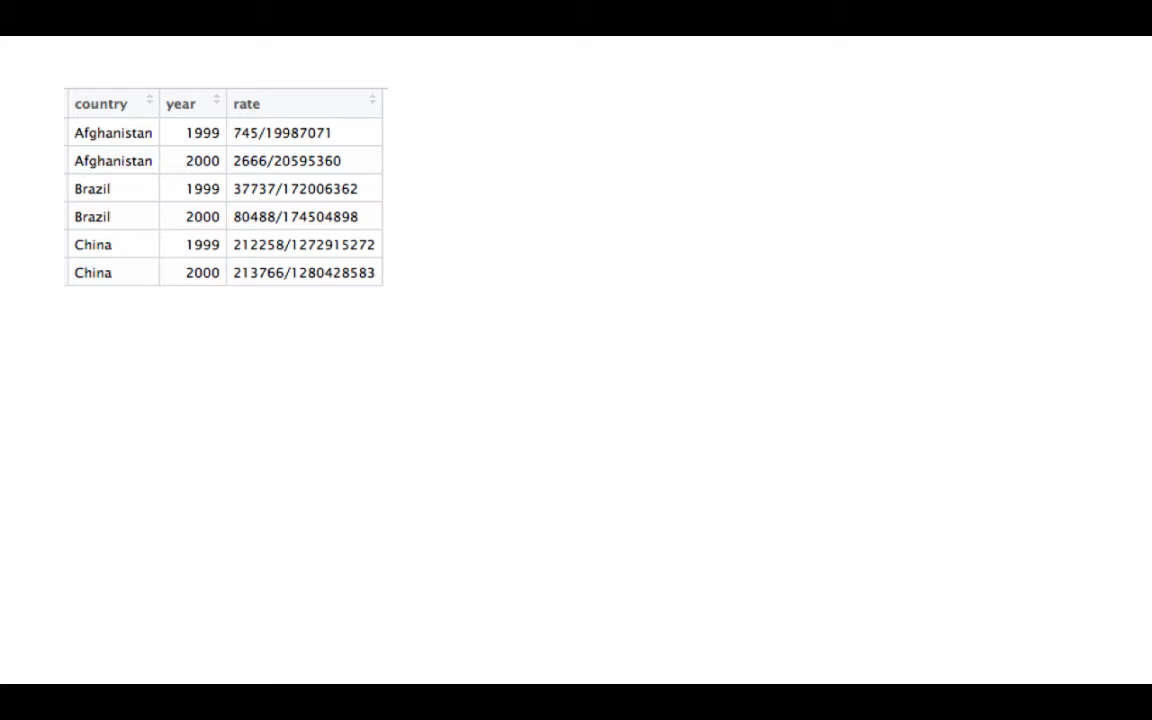 country year rate
Afghanistan 1999 745/19987071
Afghanistan 2000 2666/20595360
Brazil 1999 37737/172006362
Brazil 2000 80488/174504898
China 1999 212258/1272915272
China 2000 213766/1280428583